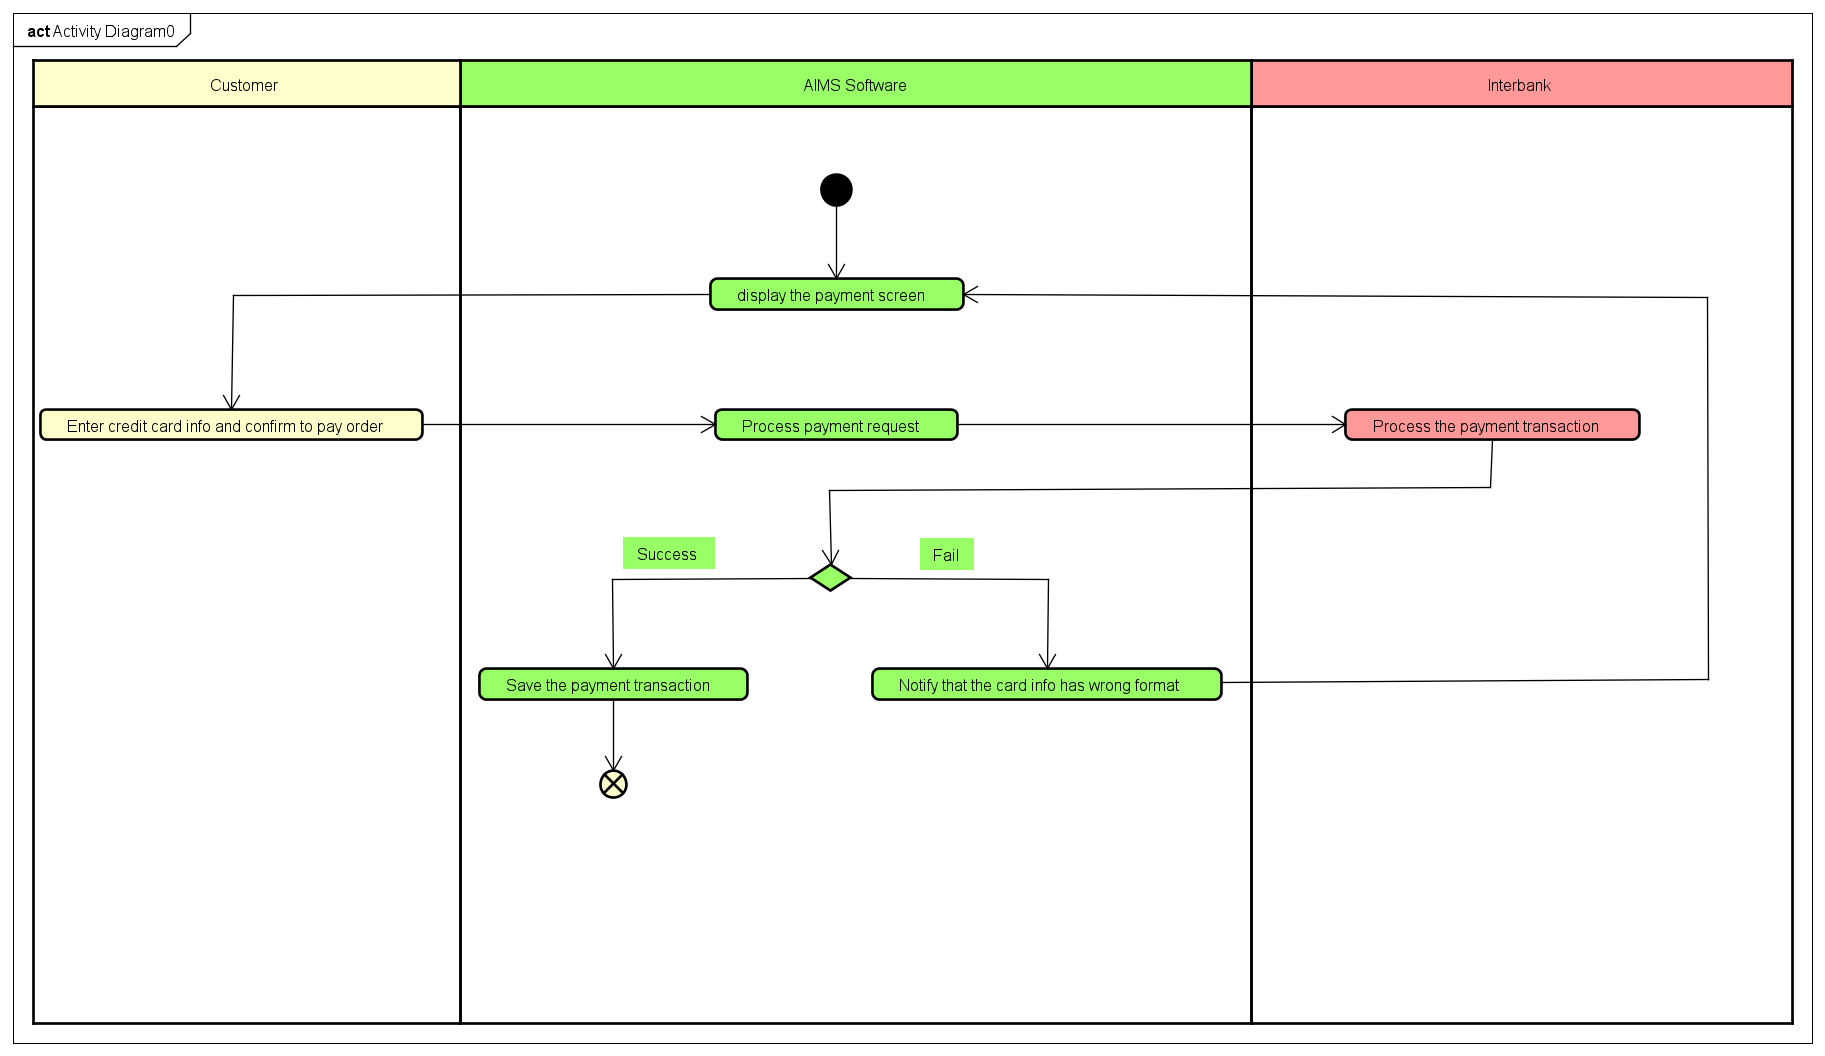 act Activity Diagram0
Customer
AIMS Software
Interbank
display the payment screen
Enter credit card info and confirm to pay order
Process payment request
Process the payment transaction
Success
Fail
Save the payment transaction
Notify that the card info has wrong format